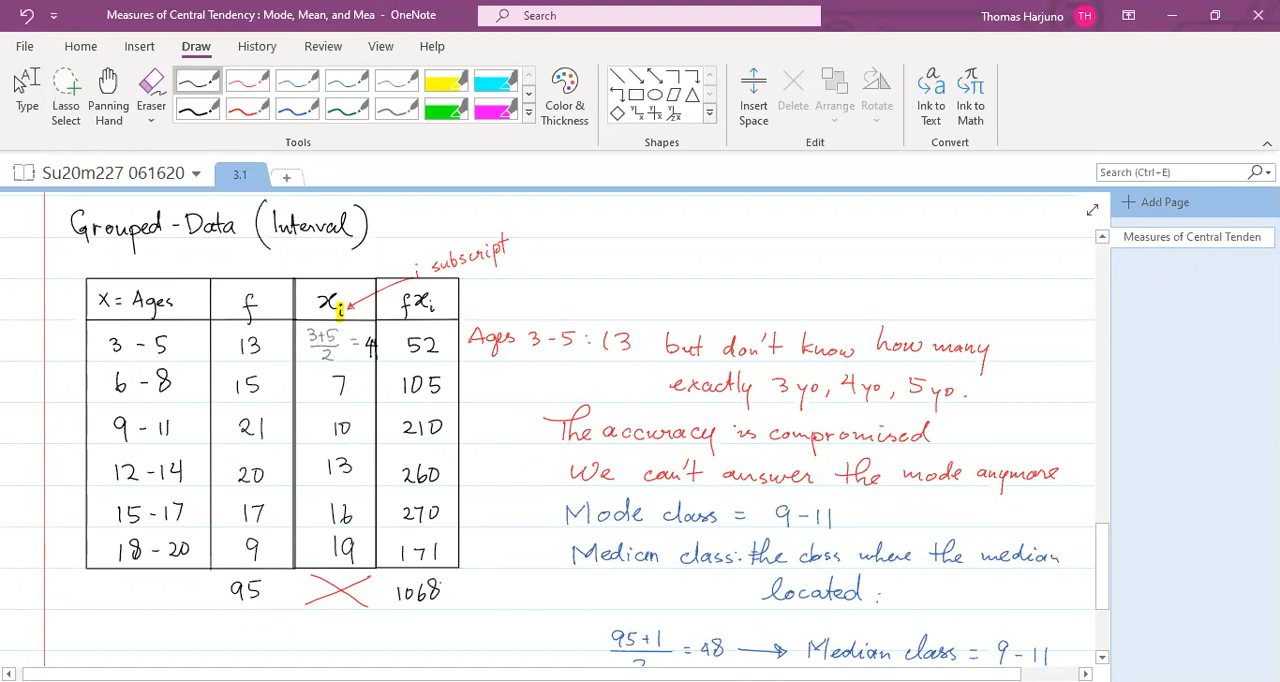 Measures of Central Tendency : Mode, Mean, and Mea - OneNote
Search
Thomas Harjuno TH
File Home Insert Draw History Review View Help
Type Lasso Select Panning Hand Eraser Color & Thickness Insert Space Delete Arrange Rotate Ink to Text Ink to Math
Tools Shapes Edit Convert
Su20m227 061620 3.1 +
Search (Ctrl+E)
Add Page
Measures of Central Tenden
Grouped-Data (Interval)
i subscript
x = Ages f xi fxi
3 - 5 13 (3+5)/2 = 4 52
6 - 8 15 7 105
9 - 11 21 10 210
12 - 14 20 13 260
15 - 17 17 16 270
18 - 20 9 19 171
95 1068
Ages 3-5 : 13 but don't know how many
exactly 3yo, 4yo, 5yo.
The accuracy is compromised
We can't answer the mode anymore
Mode class = 9-11
Median class: the class where the median
located :
(95+1)/2 = 48 → Median class = 9-11